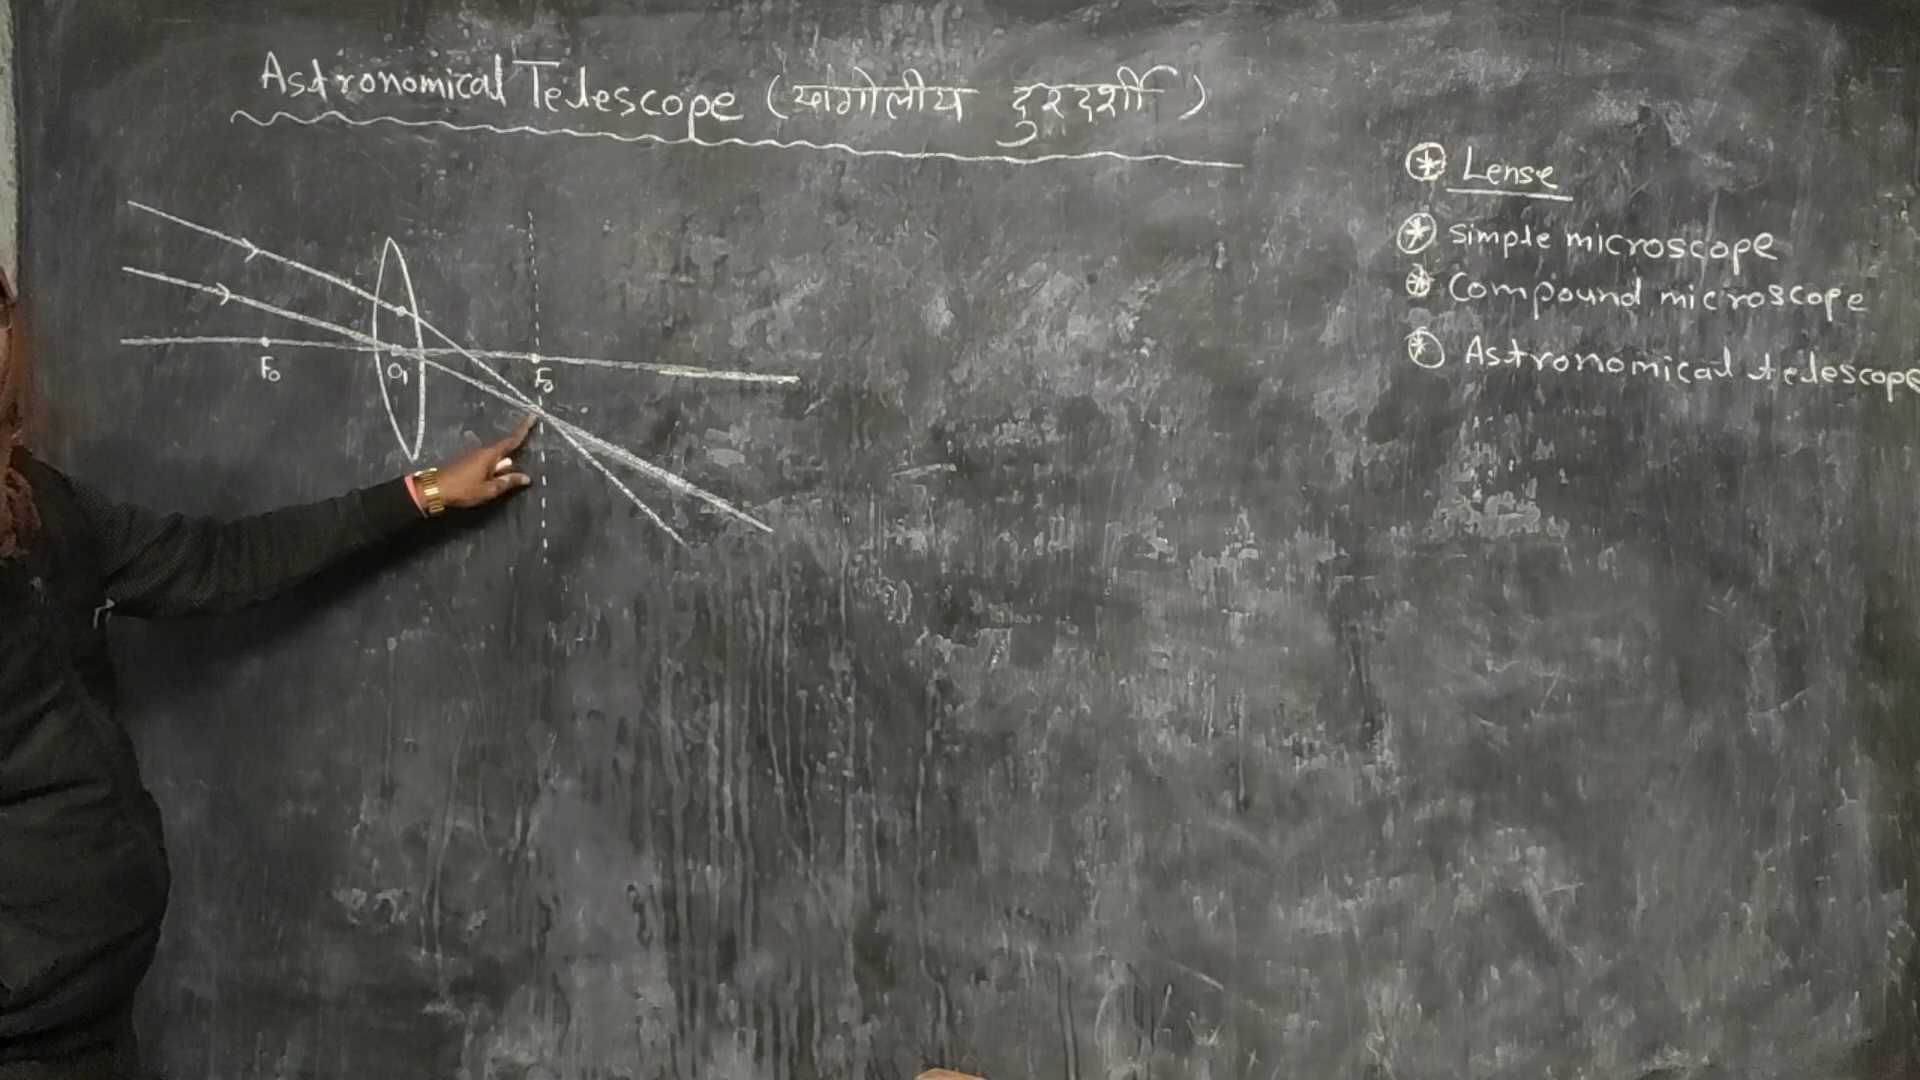 Astronomical Telescope (खगोलीय दुरदर्शी)
Lense
simple microscope
Compound microscope
Astronomical telescope
F₀
O₁
F₀